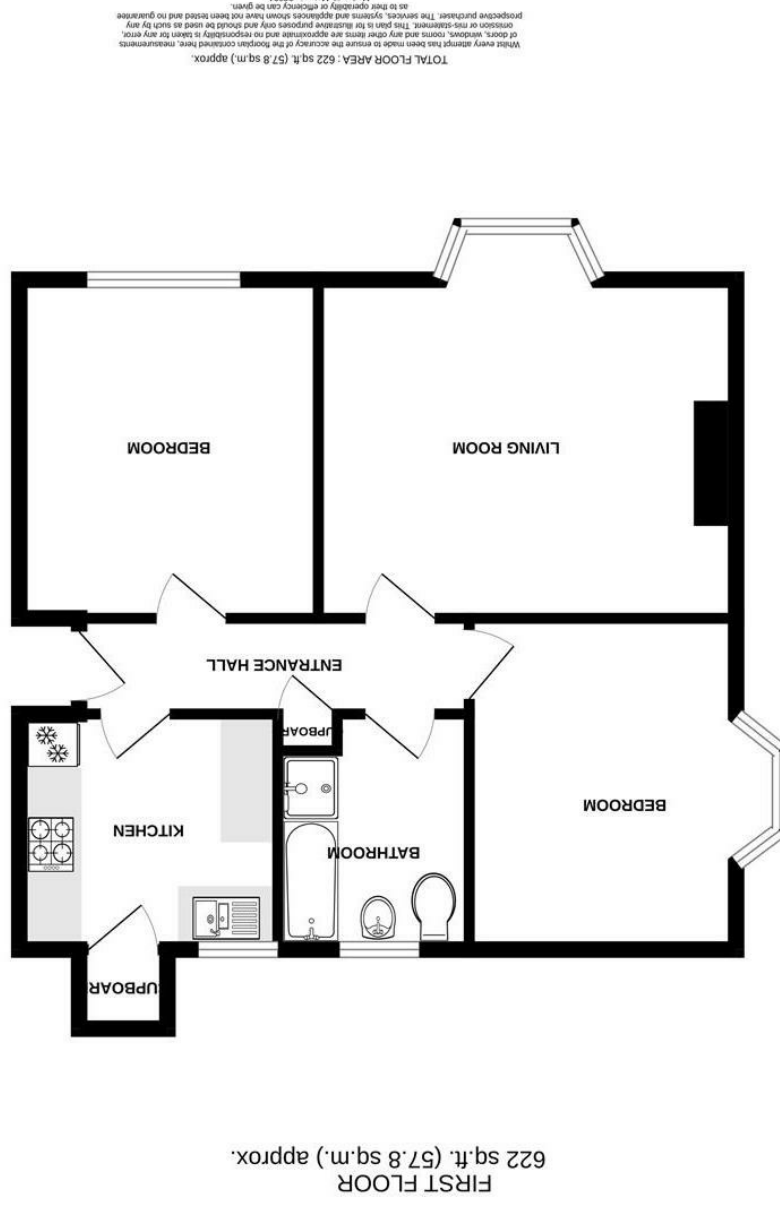 FIRST FLOOR
622 sq.ft. (57.8 sq.m.) approx.
UPBOAR
KITCHEN
BATHROOM
BEDROOM
UPBOAR
ENTRANCE HALL
BEDROOM
LIVING ROOM
TOTAL FLOOR AREA : 622 sq.ft. (57.8 sq.m.) approx.
Whilst every attempt has been made to ensure the accuracy of the floorplan contained here, measurements
of doors, windows, rooms and any other items are approximate and no responsibility is taken for any error,
omission or mis-statement. This plan is for illustrative purposes only and should be used as such by any
prospective purchaser. The services, systems and appliances shown have not been tested and no guarantee
as to their operability or efficiency can be given.